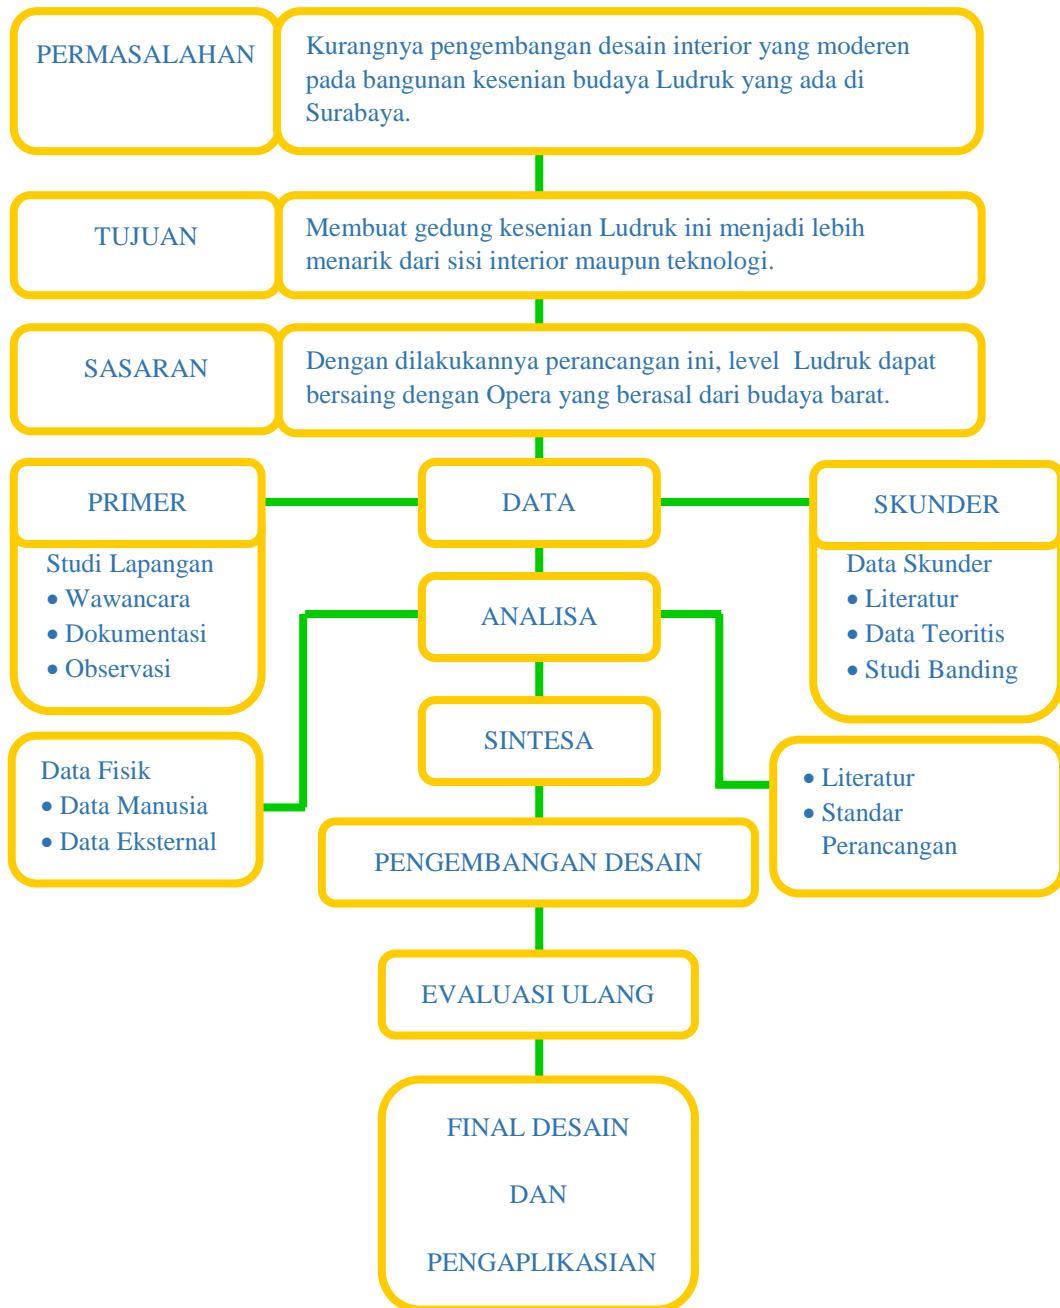 PERMASALAHAN
Kurangnya pengembangan desain interior yang moderen
pada bangunan kesenian budaya Ludruk yang ada di
Surabaya.
TUJUAN
Membuat gedung kesenian Ludruk ini menjadi lebih
menarik dari sisi interior maupun teknologi.
SASARAN
Dengan dilakukannya perancangan ini, level Ludruk dapat
bersaing dengan Opera yang berasal dari budaya barat.
PRIMER
Studi Lapangan
• Wawancara
• Dokumentasi
• Observasi
DATA
SKUNDER
Data Skunder
• Literatur
• Data Teoritis
• Studi Banding
ANALISA
Data Fisik
• Data Manusia
• Data Eksternal
• Literatur
• Standar
Perancangan
SINTESA
PENGEMBANGAN DESAIN
EVALUASI ULANG
FINAL DESAIN
DAN
PENGAPLIKASIAN